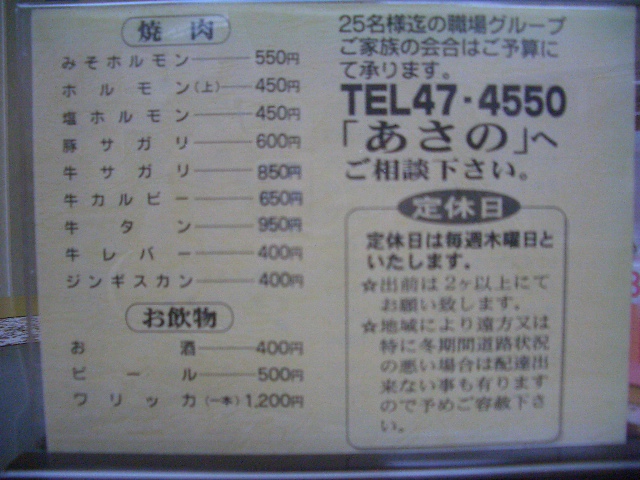 焼肉
みそホルモン 550円
ホルモン(上) 450円
塩ホルモン 450円
豚サガリ 600円
牛サガリ 850円
牛カルビー 650円
牛タン 950円
牛レバー 400円
ジンギスカン 400円
お飲物
お酒 400円
ビール 500円
ワリッカ(一本) 1,200円
25名様迄の職場グループ
ご家族の会合はご予算に
て承ります。
TEL47-4550
「あさの」へ
ご相談下さい。
定休日
定休日は毎週木曜日と
いたします。
☆出前は2ヶ以上にて
お願い致します。
☆地域により遠方又は
特に冬期間道路状況
の悪い場合は配達出
来ない事も有ります
ので予めご容赦下さ
い。